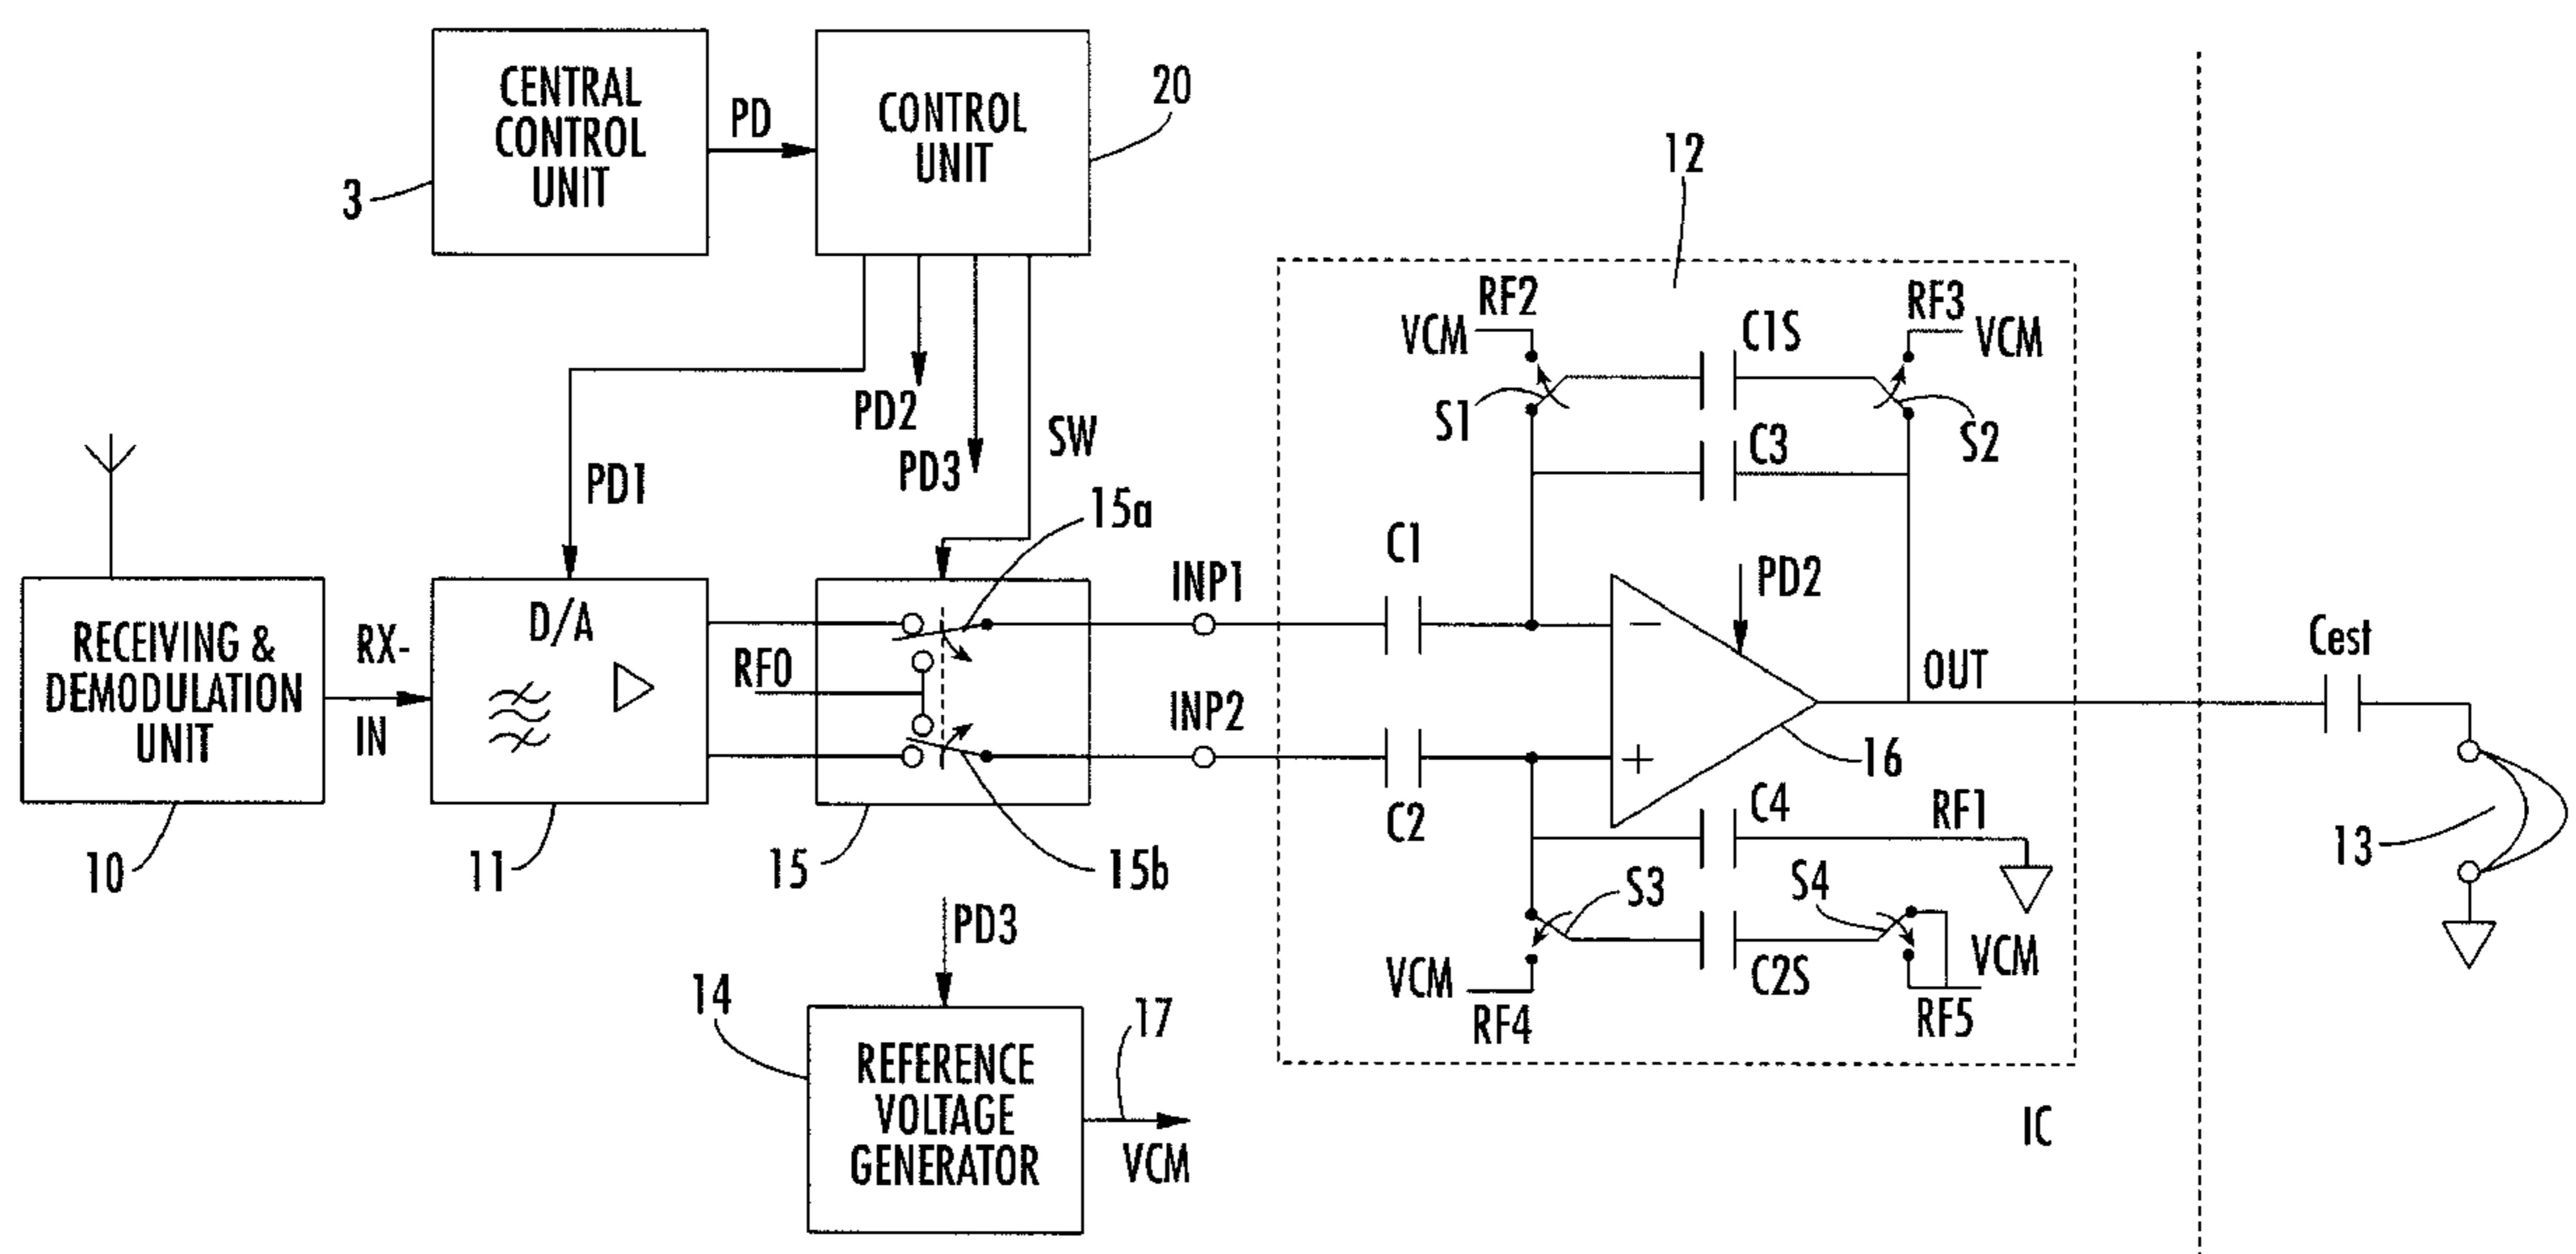 CENTRAL
CONTROL
UNIT
3
PD
CONTROL
UNIT
20
PD1
PD2
PD3
SW
RECEIVING &
DEMODULATION
UNIT
10
RX-
IN
D/A
11
RF0
15
15a
15b
INP1
INP2
PD3
14
REFERENCE
VOLTAGE
GENERATOR
17
VCM
12
RF2
VCM
S1
C1S
RF3
VCM
S2
C3
C1
PD2
−
+
OUT
16
C2
C4
RF1
S3
S4
VCM
RF4
C2S
VCM
RF5
IC
Cest
13